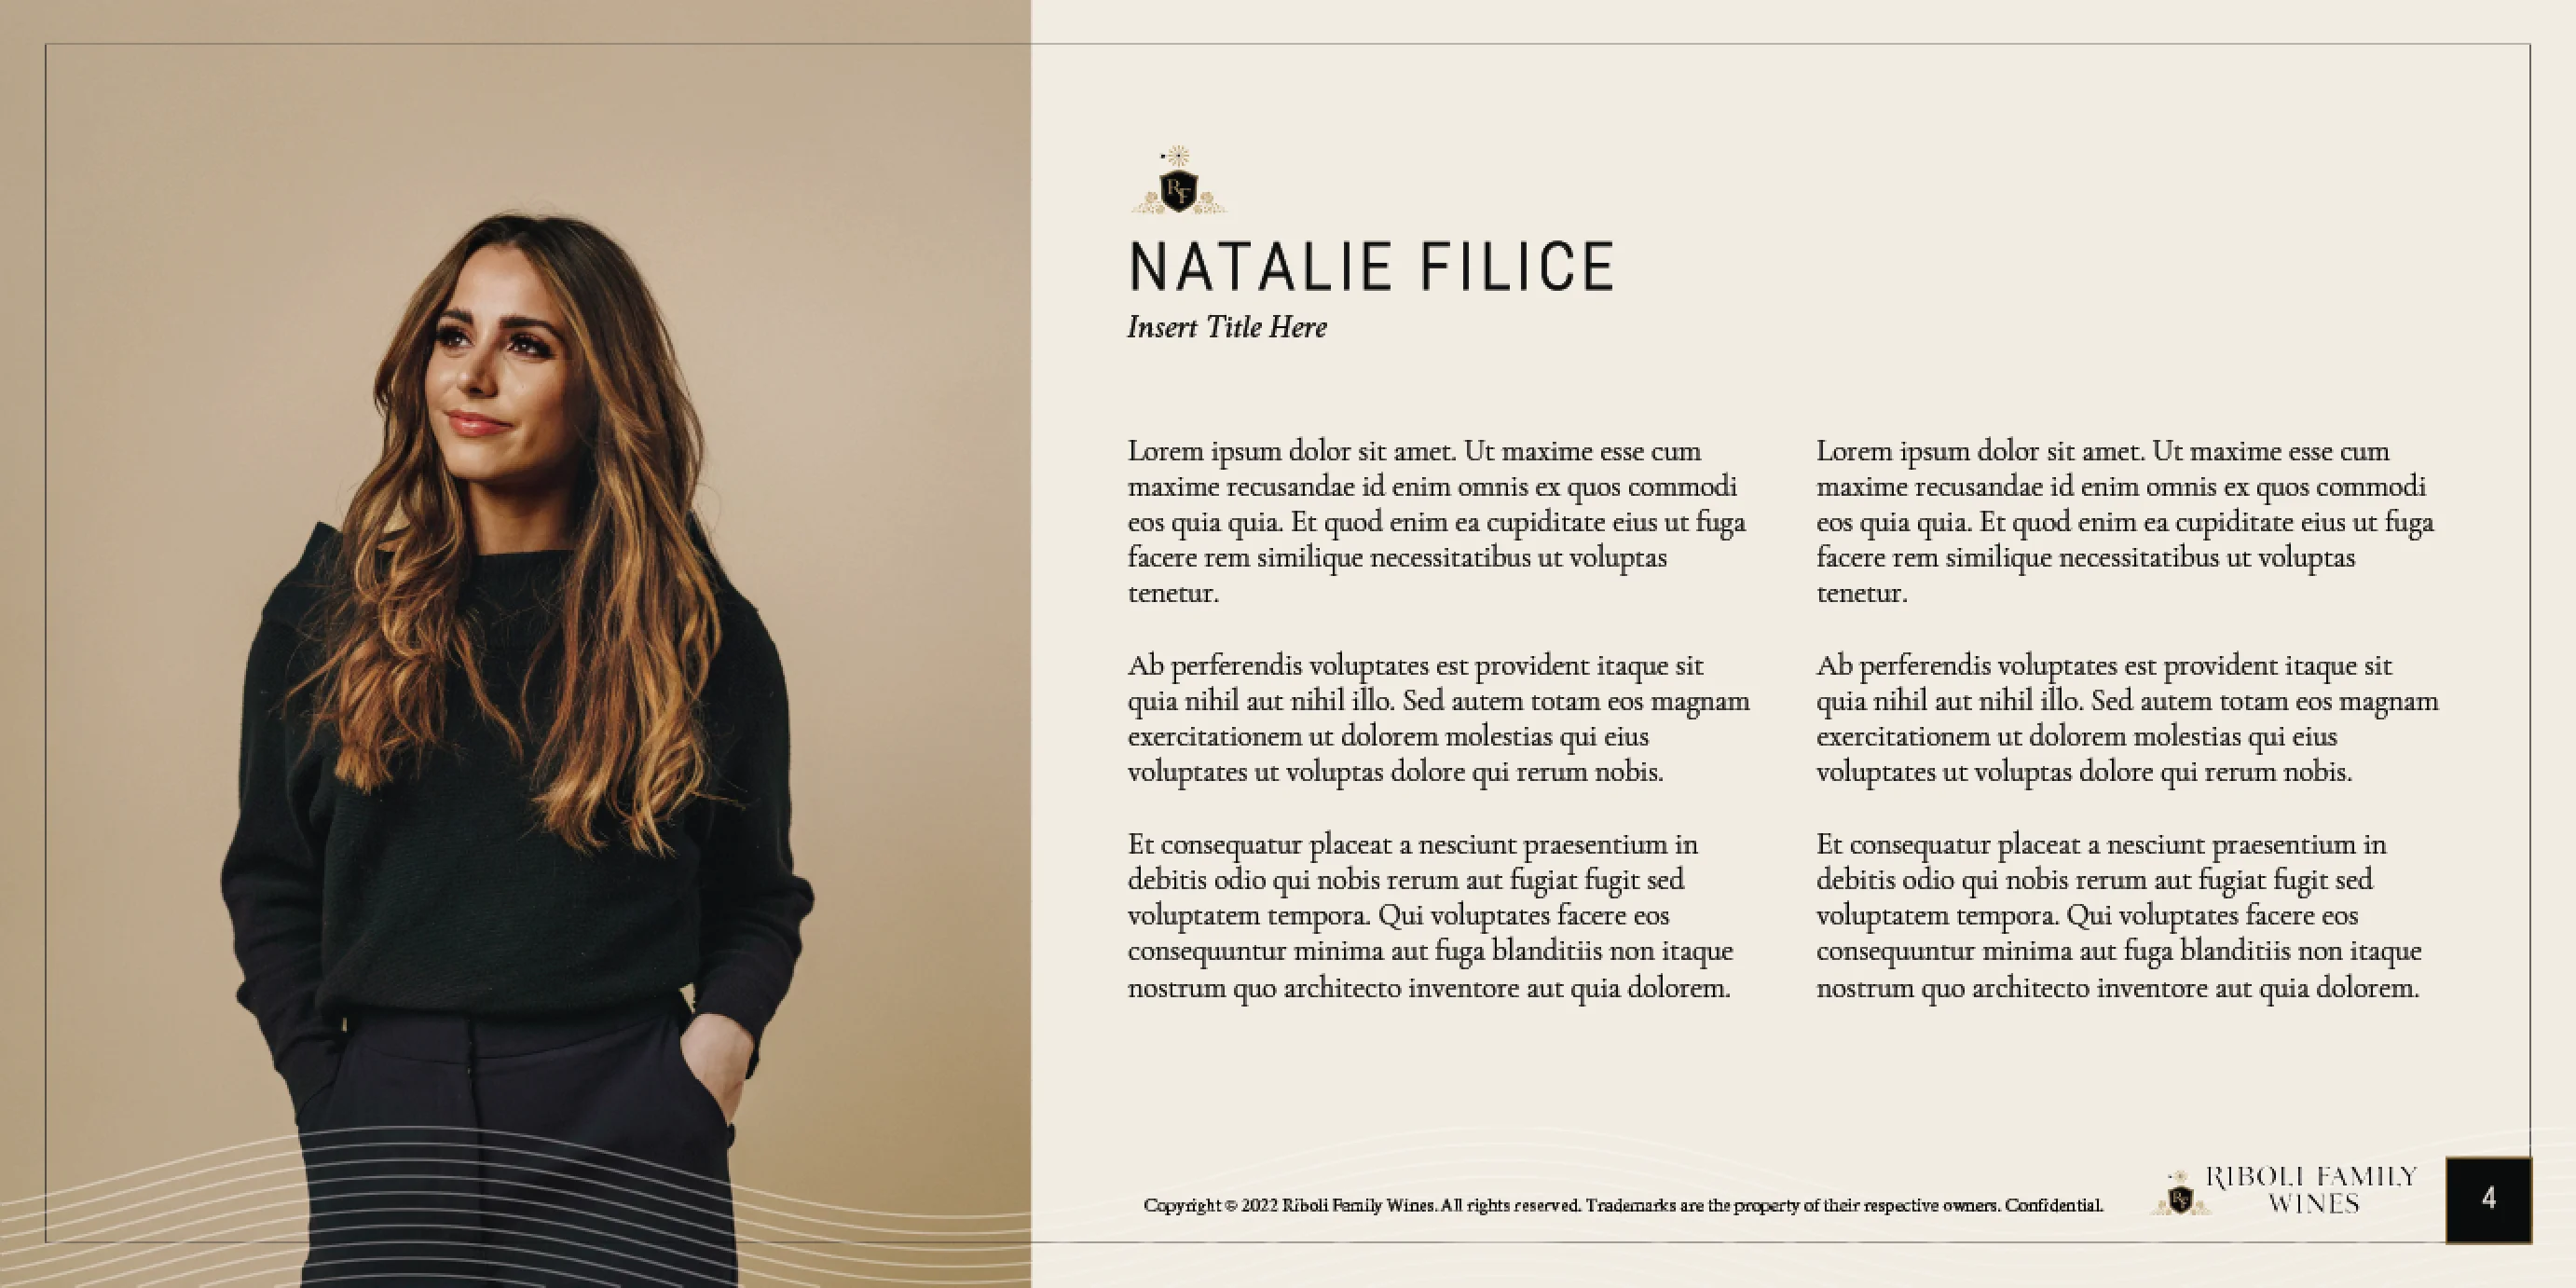 RF
NATALIE FILICE
Insert Title Here
Lorem ipsum dolor sit amet. Ut maxime esse cum
maxime recusandae id enim omnis ex quos commodi
eos quia quia. Et quod enim ea cupiditate eius ut fuga
facere rem similique necessitatibus ut voluptas
tenetur.
Ab perferendis voluptates est provident itaque sit
quia nihil aut nihil illo. Sed autem totam eos magnam
exercitationem ut dolorem molestias qui eius
voluptates ut voluptas dolore qui rerum nobis.
Et consequatur placeat a nesciunt praesentium in
debitis odio qui nobis rerum aut fugiat fugit sed
voluptatem tempora. Qui voluptates facere eos
consequuntur minima aut fuga blanditiis non itaque
nostrum quo architecto inventore aut quia dolorem.
Lorem ipsum dolor sit amet. Ut maxime esse cum
maxime recusandae id enim omnis ex quos commodi
eos quia quia. Et quod enim ea cupiditate eius ut fuga
facere rem similique necessitatibus ut voluptas
tenetur.
Ab perferendis voluptates est provident itaque sit
quia nihil aut nihil illo. Sed autem totam eos magnam
exercitationem ut dolorem molestias qui eius
voluptates ut voluptas dolore qui rerum nobis.
Et consequatur placeat a nesciunt praesentium in
debitis odio qui nobis rerum aut fugiat fugit sed
voluptatem tempora. Qui voluptates facere eos
consequuntur minima aut fuga blanditiis non itaque
nostrum quo architecto inventore aut quia dolorem.
Copyright © 2022 Riboli Family Wines. All rights reserved. Trademarks are the property of their respective owners. Confidential.
RF
RIBOLI FAMILY
WINES
4